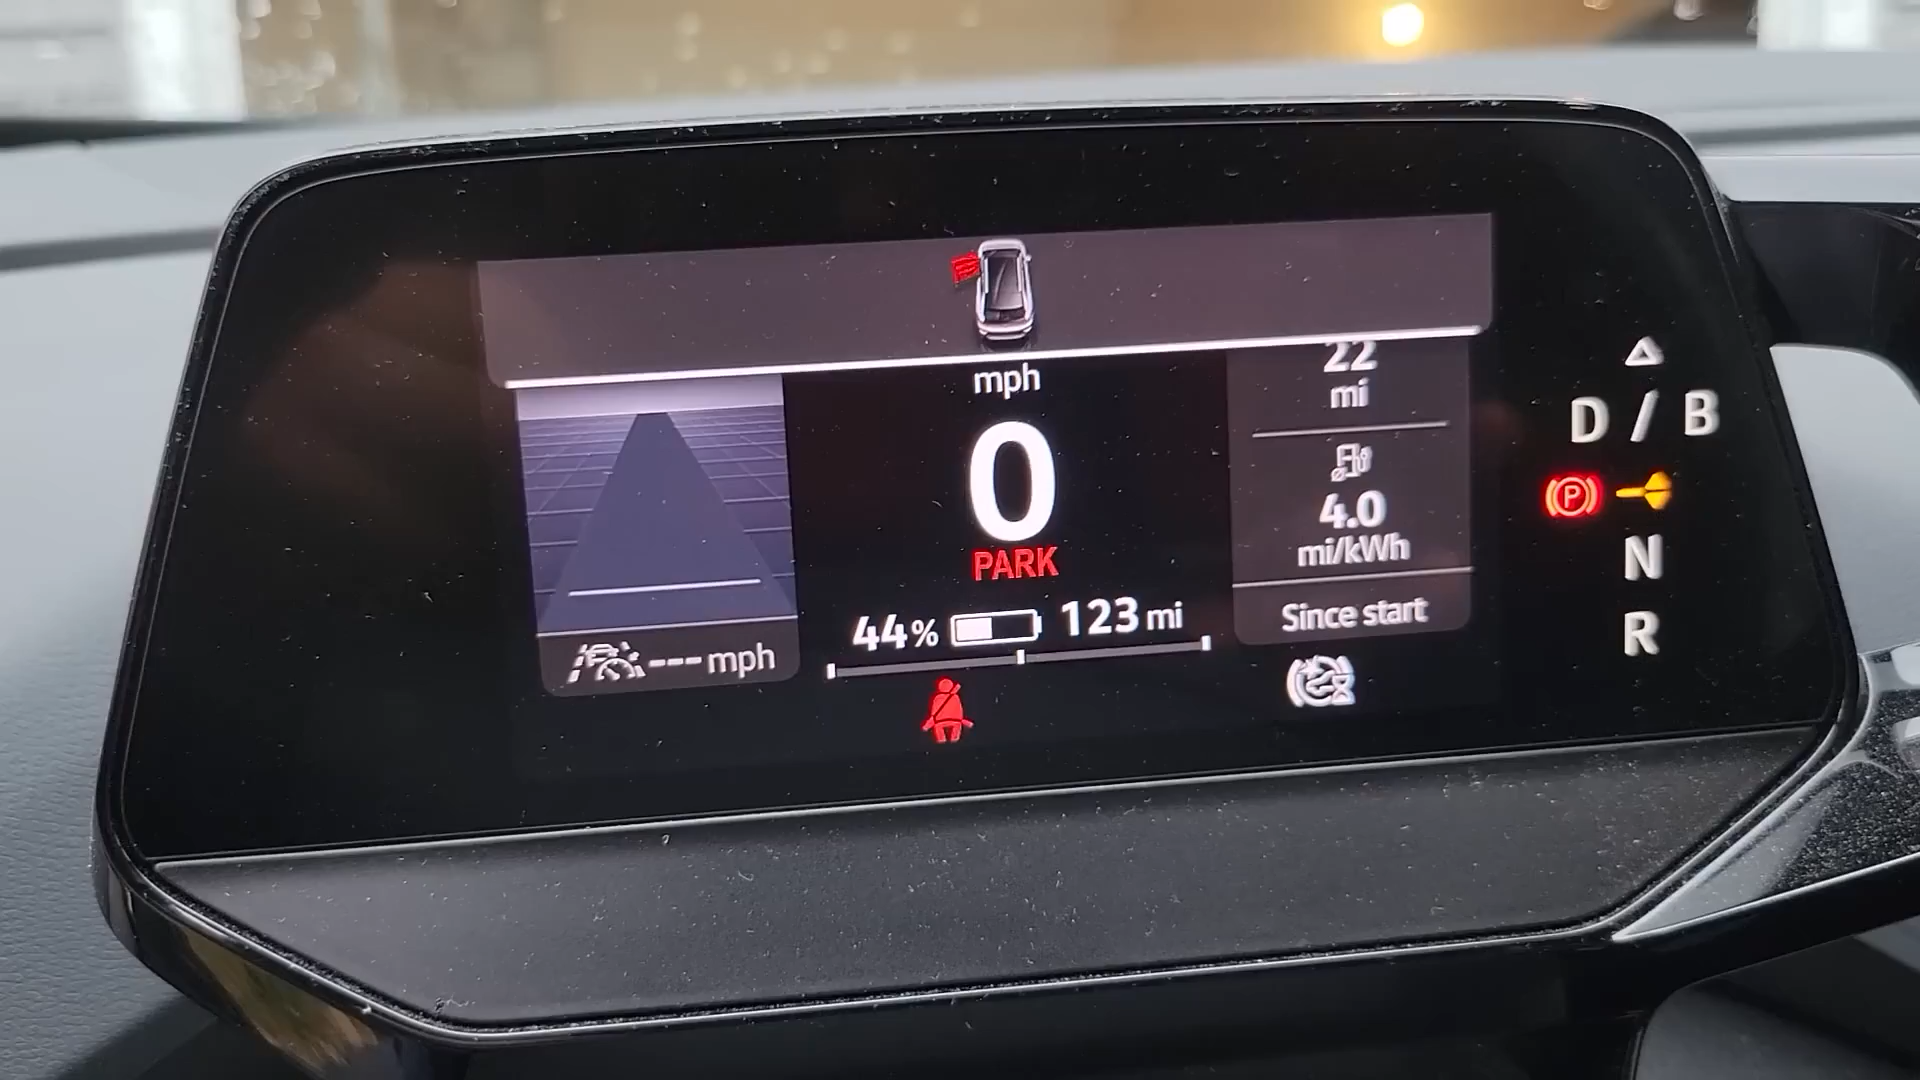 mph
0
PARK
44% 123 mi
--- mph
22
mi
4.0
mi/kWh
Since start
D / B
P
N
R